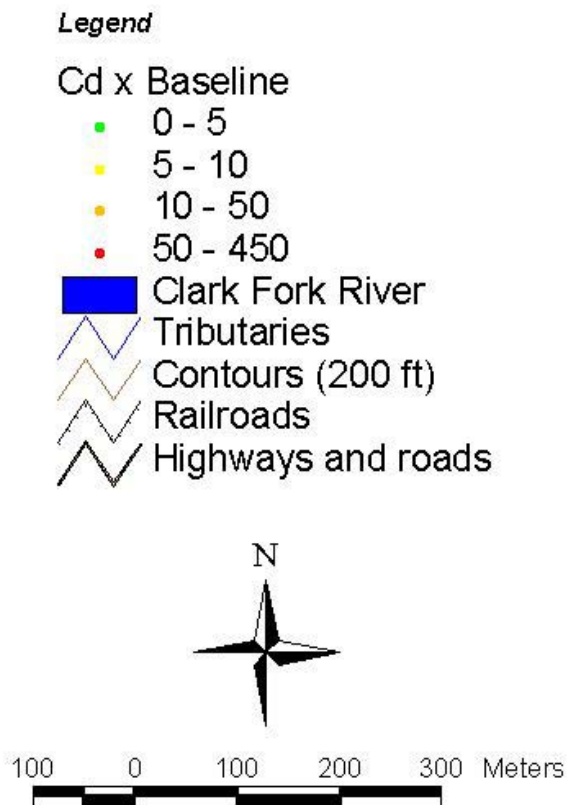 Legend
Cd x Baseline
0 - 5
5 - 10
10 - 50
50 - 450
Clark Fork River
Tributaries
Contours (200 ft)
Railroads
Highways and roads
N
100 0 100 200 300 Meters